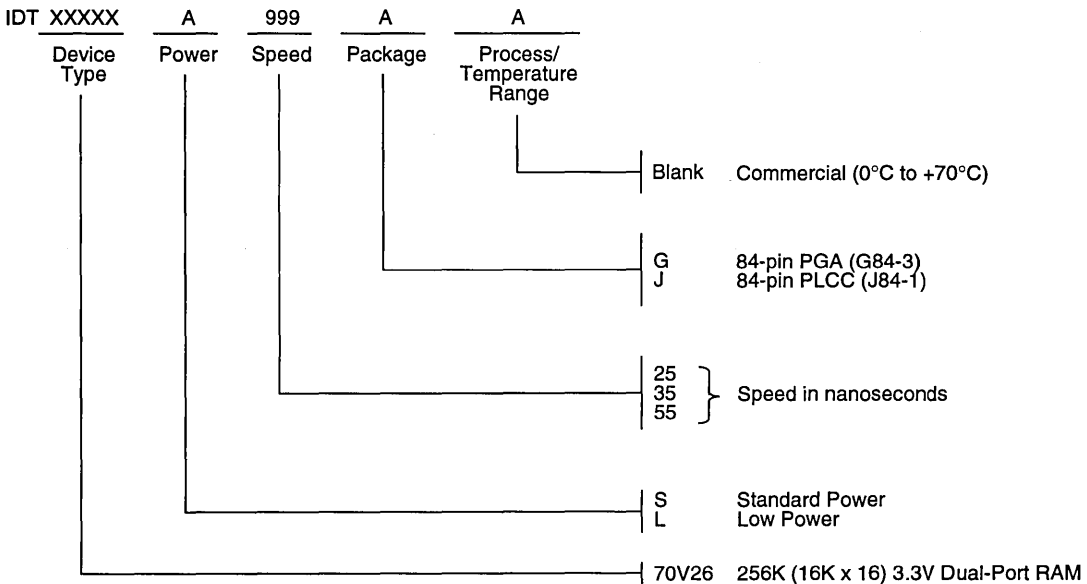 IDT XXXXX A 999 A A
Device Type Power Speed Package Process/ Temperature Range
Blank Commercial (0°C to +70°C)
G 84-pin PGA (G84-3)
J 84-pin PLCC (J84-1)
25
35 Speed in nanoseconds
55
S Standard Power
L Low Power
70V26 256K (16K x 16) 3.3V Dual-Port RAM